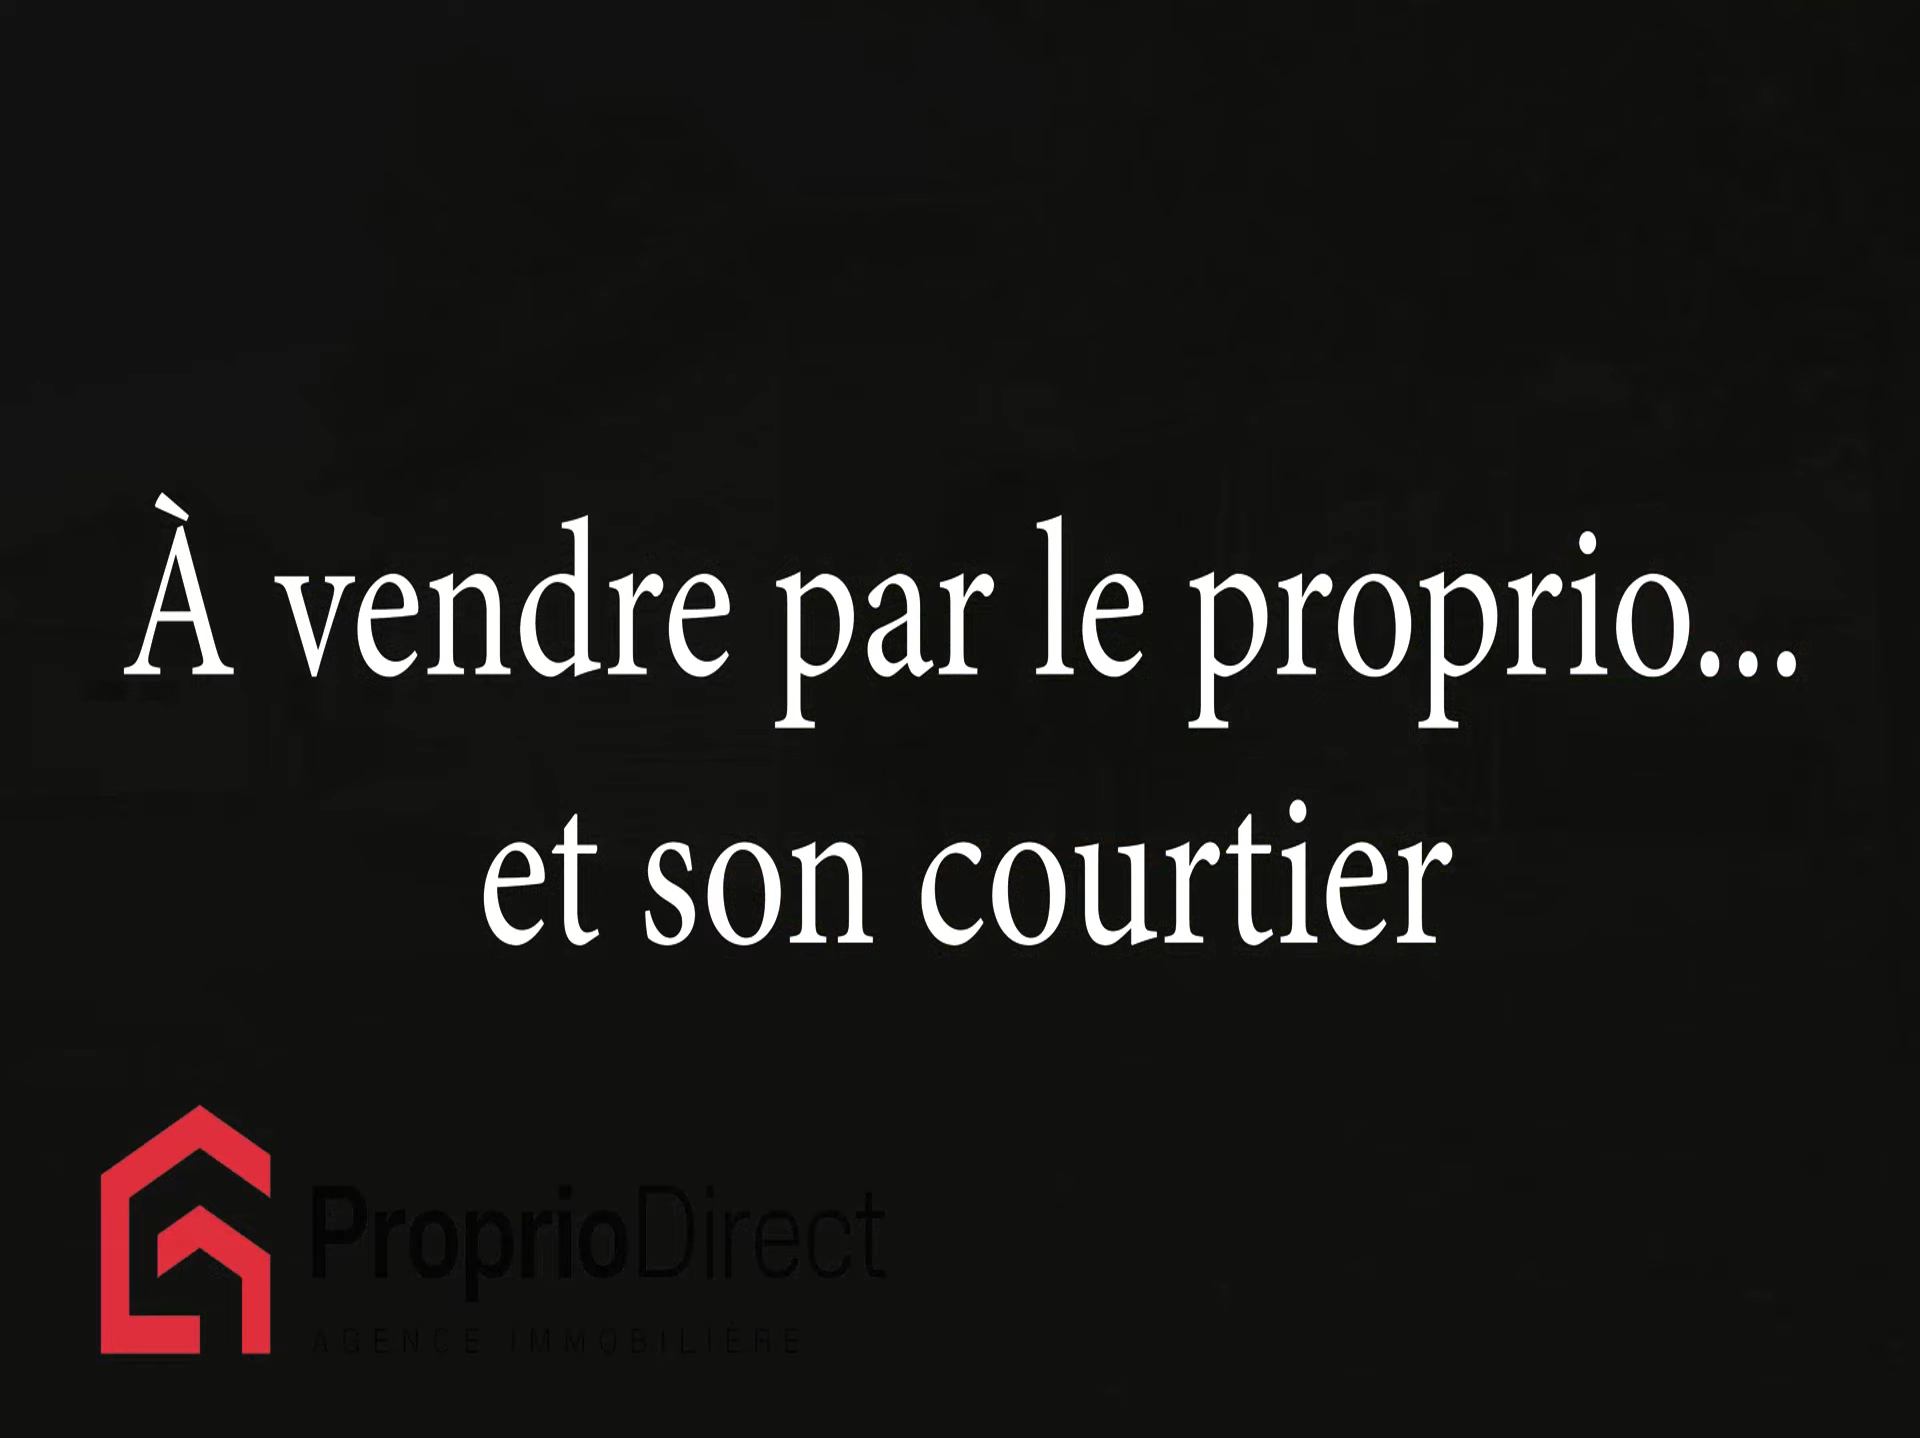 À vendre par le proprio...
et son courtier
ProprioDirect
AGENCE IMMOBILIÈRE